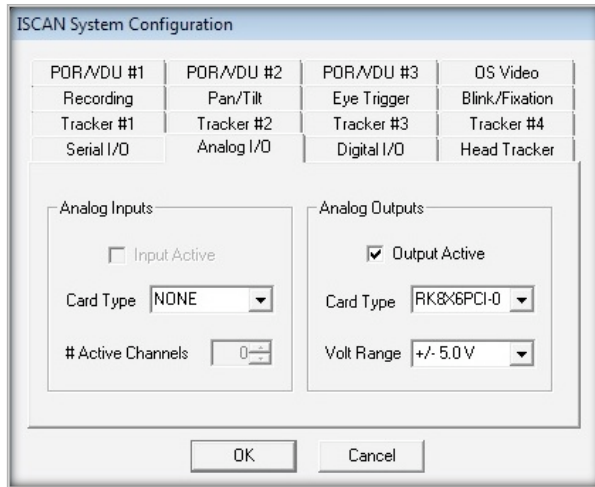 ISCAN System Configuration
POR/VDU #1 POR/VDU #2 POR/VDU #3 OS Video
Recording Pan/Tilt Eye Trigger Blink/Fixation
Tracker #1 Tracker #2 Tracker #3 Tracker #4
Serial I/O Analog I/O Digital I/O Head Tracker
Analog Inputs
Input Active
Card Type NONE
# Active Channels 0
Analog Outputs
Output Active
Card Type RK8X6PCI-0
Volt Range +/- 5.0 V
OK Cancel